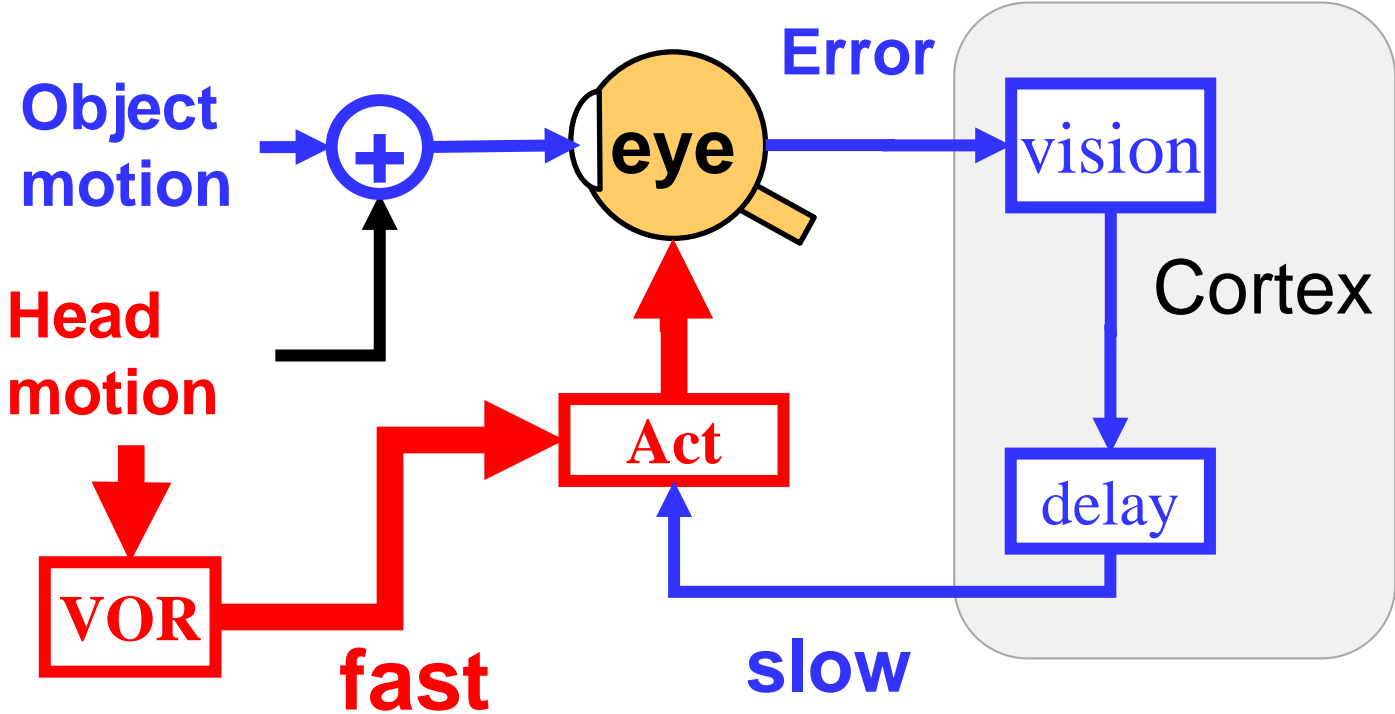 Error
Object
motion
+
eye
vision
Cortex
Head
motion
Act
delay
VOR
fast
slow